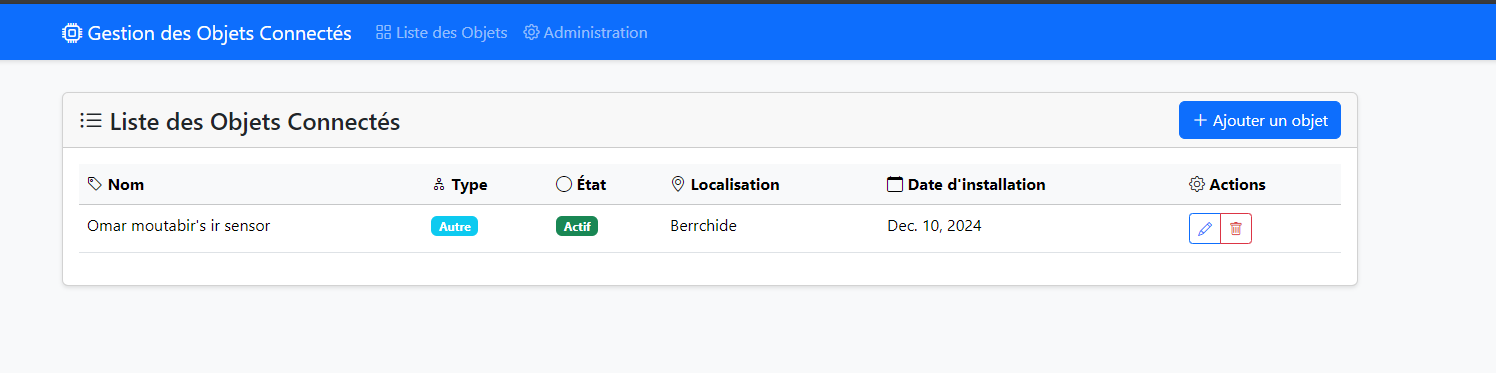 Gestion des Objets Connectés Liste des Objets Administration
Liste des Objets Connectés Ajouter un objet
Nom Type État Localisation Date d'installation Actions
Omar moutabir's ir sensor Autre Actif Berrchide Dec. 10, 2024